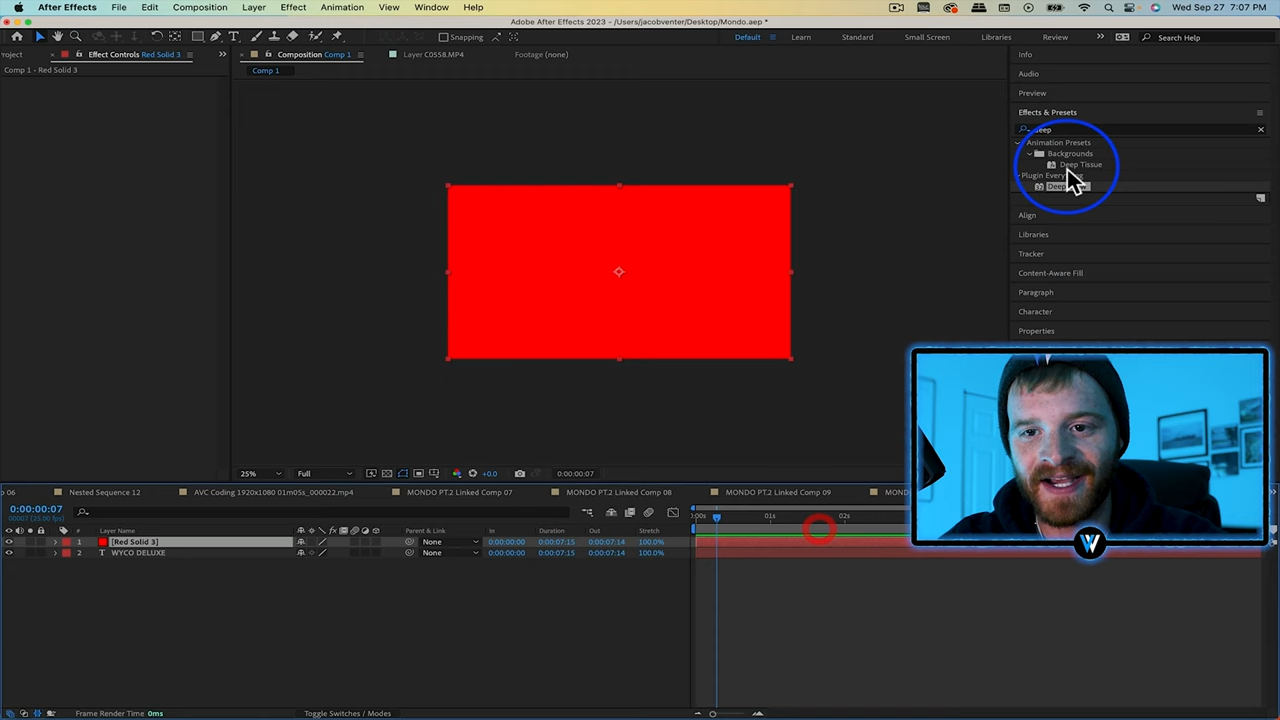 After Effects File Edit Composition Layer Effect Animation View Window Help Wed Sep 27 7:07 PM
Adobe After Effects 2023 - /Users/jacobventer/Desktop/Mondo.aep *
Snapping Default Learn Standard Small Screen Libraries Review Search Help
Project Effect Controls Red Solid 3 Composition Comp 1 Layer C0558.MP4 Footage (none) Info
Comp 1 • Red Solid 3 Comp 1
Audio
Preview
Effects & Presets
deep
Animation Presets
Backgrounds
Deep Tissue
Align
Libraries
Tracker
Content-Aware Fill
Paragraph
Character
Properties
25% Full +0.0 0:00:00:07
06 Nested Sequence 12 AVC Coding 1920x1080 01m05s_000022.mp4 MONDO PT.2 Linked Comp 07 MONDO PT.2 Linked Comp 08 MONDO PT.2 Linked Comp 09
0:00:00:07
00007 (25.00 fps)
:00s 01s 02s
# Layer Name Parent & Link In Duration Out Stretch
1 [Red Solid 3] None 0:00:00:00 0:00:07:15 0:00:07:14 100.0%
2 T WYCO DELUXE None 0:00:00:00 0:00:07:15 0:00:07:14 100.0%
W
Frame Render Time 0ms Toggle Switches / Modes